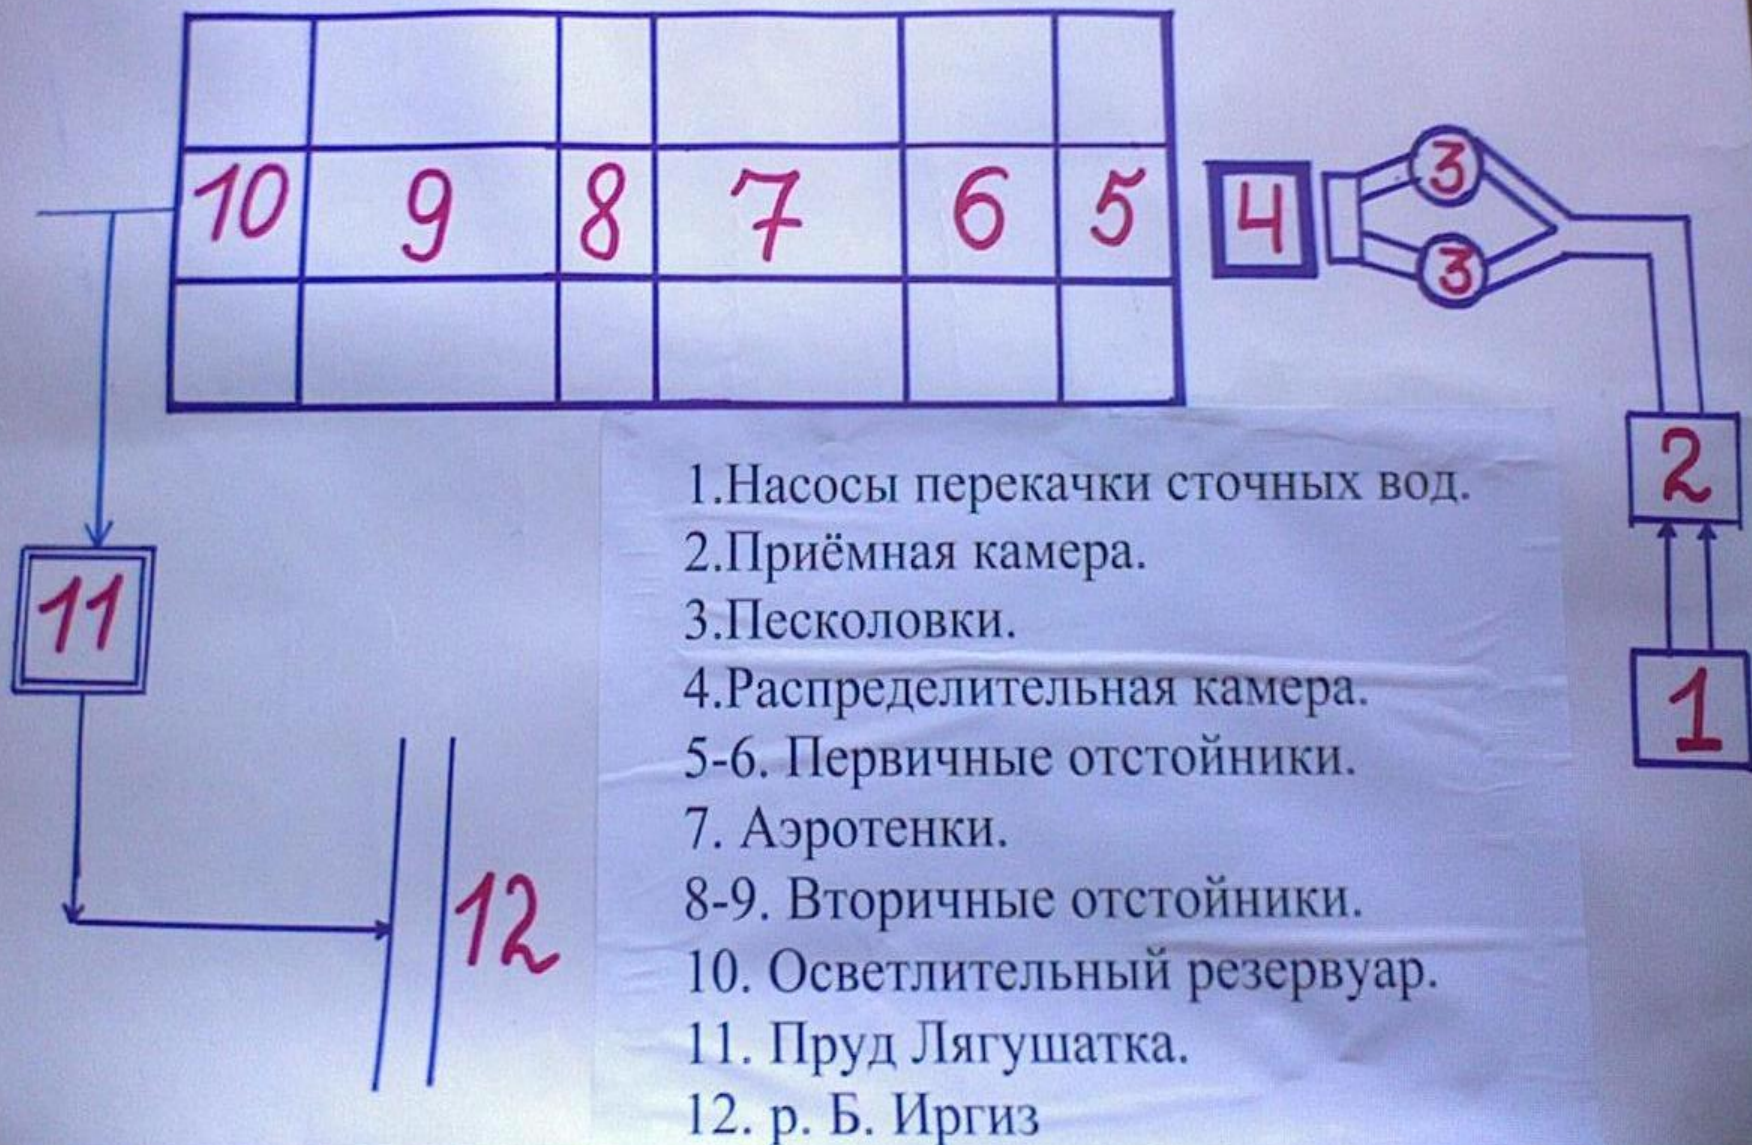 10 9 8 7 6 5 4 3
3
2
11
1
12
1.Насосы перекачки сточных вод.
2.Приёмная камера.
3.Песколовки.
4.Распределительная камера.
5-6. Первичные отстойники.
7. Аэротенки.
8-9. Вторичные отстойники.
10. Осветлительный резервуар.
11. Пруд Лягушатка.
12. р. Б. Иргиз